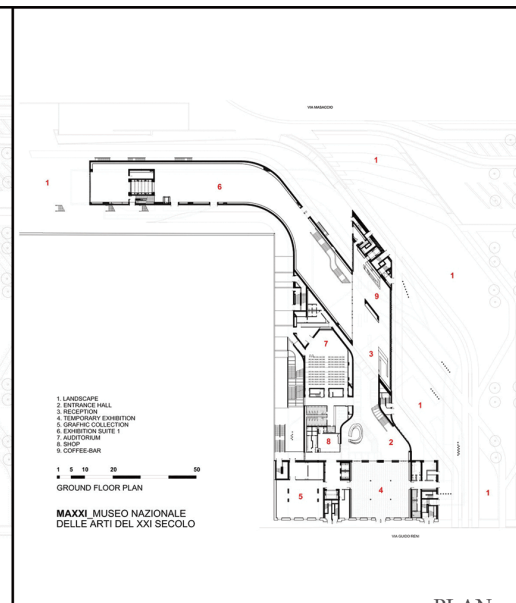 VIA MASACCIO
1
1
6
1
9
7
3
1. LANDSCAPE
2. ENTRANCE HALL
3. RECEPTION
4. TEMPORARY EXHIBITION
5. GRAFHIC COLLECTION
6. EXHIBITION SUITE 1
7. AUDITORIUM
8. SHOP
9. COFFEE-BAR
1
8
2
1 5 10 20 50
GROUND FLOOR PLAN
5
4
1
MAXXI_MUSEO NAZIONALE
DELLE ARTI DEL XXI SECOLO
VIA GUIDO RENI
PLAN